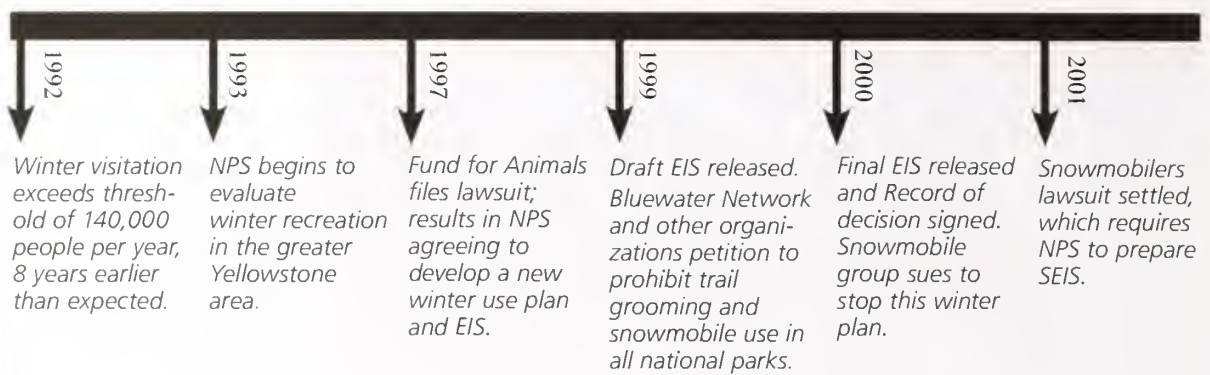 1992
Winter visitation
exceeds thresh-
old of 140,000
people per year,
8 years earlier
than expected.
1993
NPS begins to
evaluate
winter recreation
in the greater
Yellowstone
area.
1997
Fund for Animals
files lawsuit;
results in NPS
agreeing to
develop a new
winter use plan
and EIS.
1999
Draft EIS released.
Bluewater Network
and other organi-
zations petition to
prohibit trail
grooming and
snowmobile use in
all national parks.
2000
Final EIS released
and Record of
decision signed.
Snowmobile
group sues to
stop this winter
plan.
2001
Snowmobilers
lawsuit settled,
which requires
NPS to prepare
SEIS.